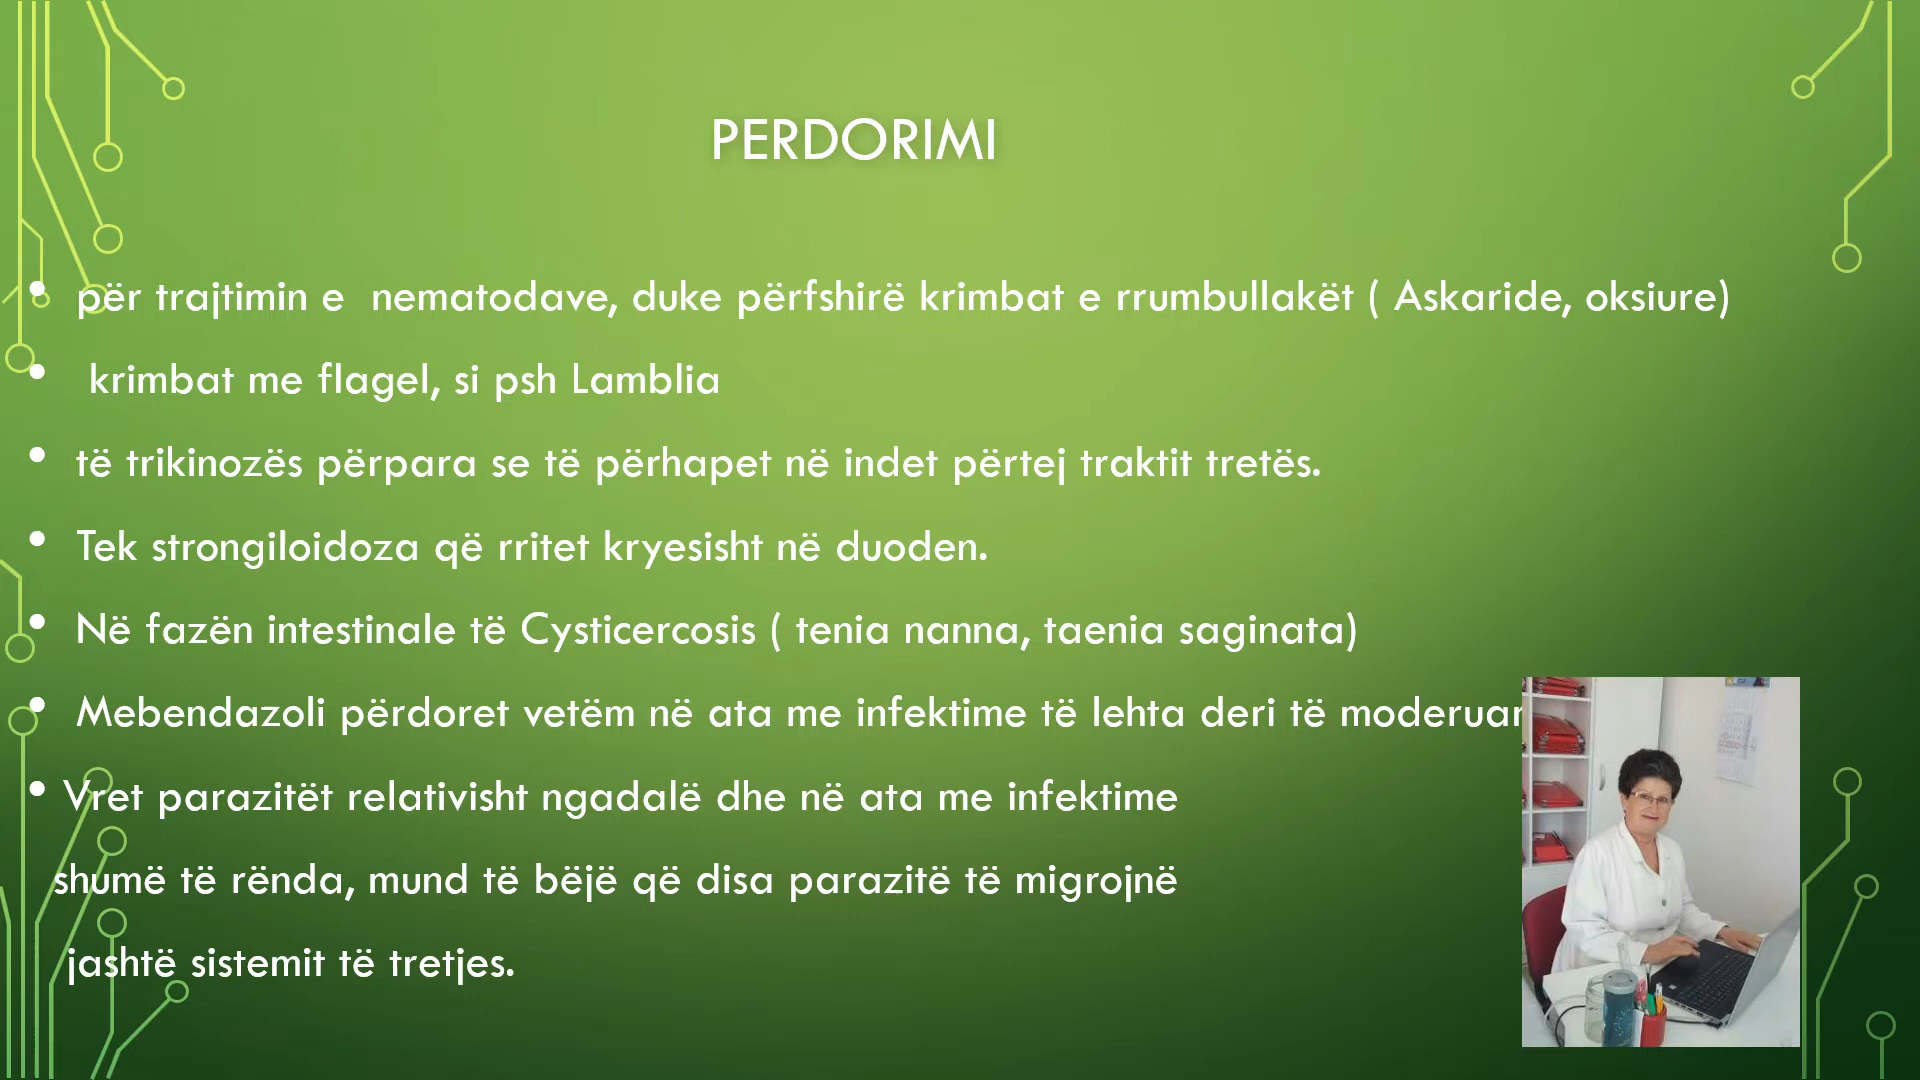 PERDORIMI
• për trajtimin e nematodave, duke përfshirë krimbat e rrumbullakët ( Askaride, oksiure)
• krimbat me flagel, si psh Lamblia
• të trikinozës përpara se të përhapet në indet përtej traktit tretës.
• Tek strongiloidoza që rritet kryesisht në duoden.
• Në fazën intestinale të Cysticercosis ( tenia nanna, taenia saginata)
• Mebendazoli përdoret vetëm në ata me infektime të lehta deri të moderuar
• Vret parazitët relativisht ngadalë dhe në ata me infektime
shumë të rënda, mund të bëjë që disa parazitë të migrojnë
jashtë sistemit të tretjes.